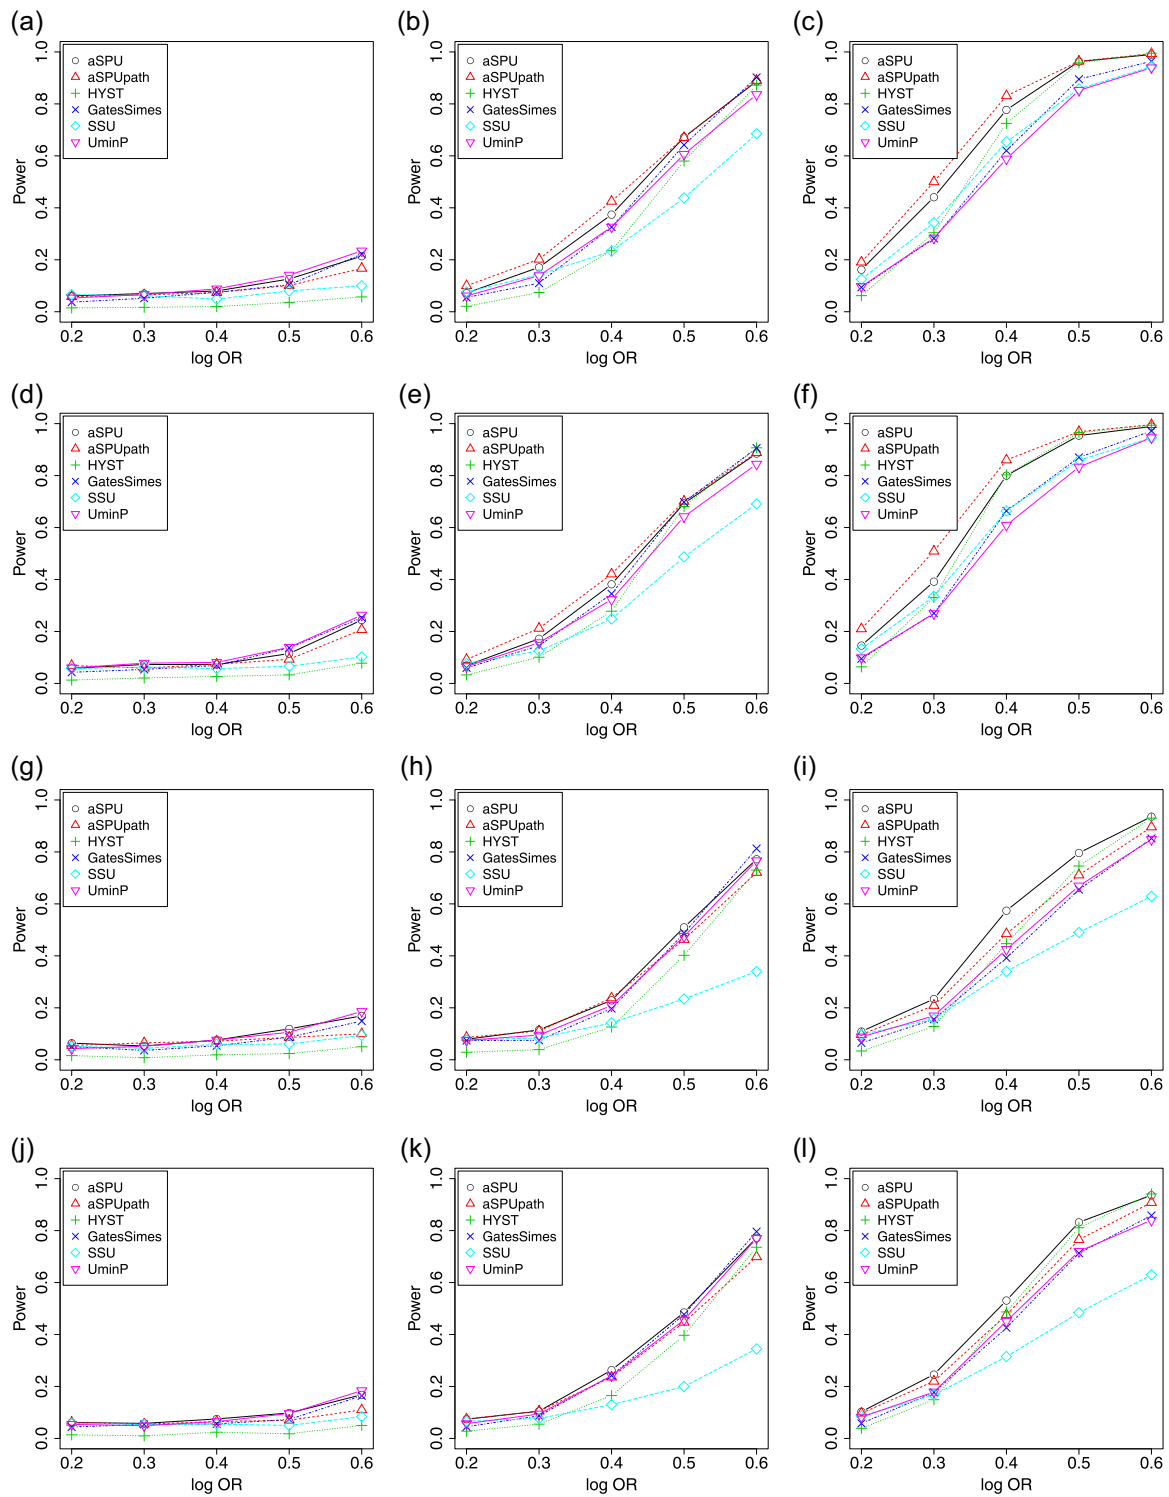 (a)
Power
0.0 0.2 0.4 0.6 0.8 1.0
aSPU
aSPUpath
HYST
GatesSimes
SSU
UminP
0.2 0.3 0.4 0.5 0.6
log OR
(b)
Power
0.0 0.2 0.4 0.6 0.8 1.0
aSPU
aSPUpath
HYST
GatesSimes
SSU
UminP
0.2 0.3 0.4 0.5 0.6
log OR
(c)
Power
0.0 0.2 0.4 0.6 0.8 1.0
aSPU
aSPUpath
HYST
GatesSimes
SSU
UminP
0.2 0.3 0.4 0.5 0.6
log OR
(d)
Power
0.0 0.2 0.4 0.6 0.8 1.0
aSPU
aSPUpath
HYST
GatesSimes
SSU
UminP
0.2 0.3 0.4 0.5 0.6
log OR
(e)
Power
0.0 0.2 0.4 0.6 0.8 1.0
aSPU
aSPUpath
HYST
GatesSimes
SSU
UminP
0.2 0.3 0.4 0.5 0.6
log OR
(f)
Power
0.0 0.2 0.4 0.6 0.8 1.0
aSPU
aSPUpath
HYST
GatesSimes
SSU
UminP
0.2 0.3 0.4 0.5 0.6
log OR
(g)
Power
0.0 0.2 0.4 0.6 0.8 1.0
aSPU
aSPUpath
HYST
GatesSimes
SSU
UminP
0.2 0.3 0.4 0.5 0.6
log OR
(h)
Power
0.0 0.2 0.4 0.6 0.8 1.0
aSPU
aSPUpath
HYST
GatesSimes
SSU
UminP
0.2 0.3 0.4 0.5 0.6
log OR
(i)
Power
0.0 0.2 0.4 0.6 0.8 1.0
aSPU
aSPUpath
HYST
GatesSimes
SSU
UminP
0.2 0.3 0.4 0.5 0.6
log OR
(j)
Power
0.0 0.2 0.4 0.6 0.8 1.0
aSPU
aSPUpath
HYST
GatesSimes
SSU
UminP
0.2 0.3 0.4 0.5 0.6
log OR
(k)
Power
0.0 0.2 0.4 0.6 0.8 1.0
aSPU
aSPUpath
HYST
GatesSimes
SSU
UminP
0.2 0.3 0.4 0.5 0.6
log OR
(l)
Power
0.0 0.2 0.4 0.6 0.8 1.0
aSPU
aSPUpath
HYST
GatesSimes
SSU
UminP
0.2 0.3 0.4 0.5 0.6
log OR